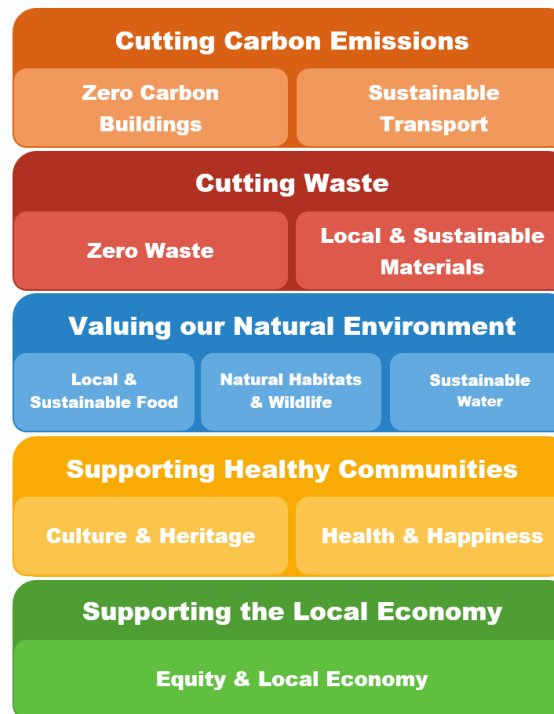 Cutting Carbon Emissions
Zero Carbon
Buildings
Sustainable
Transport
Cutting Waste
Zero Waste
Local & Sustainable
Materials
Valuing our Natural Environment
Local &
Sustainable Food
Natural Habitats
& Wildlife
Sustainable
Water
Supporting Healthy Communities
Culture & Heritage
Health & Happiness
Supporting the Local Economy
Equity & Local Economy